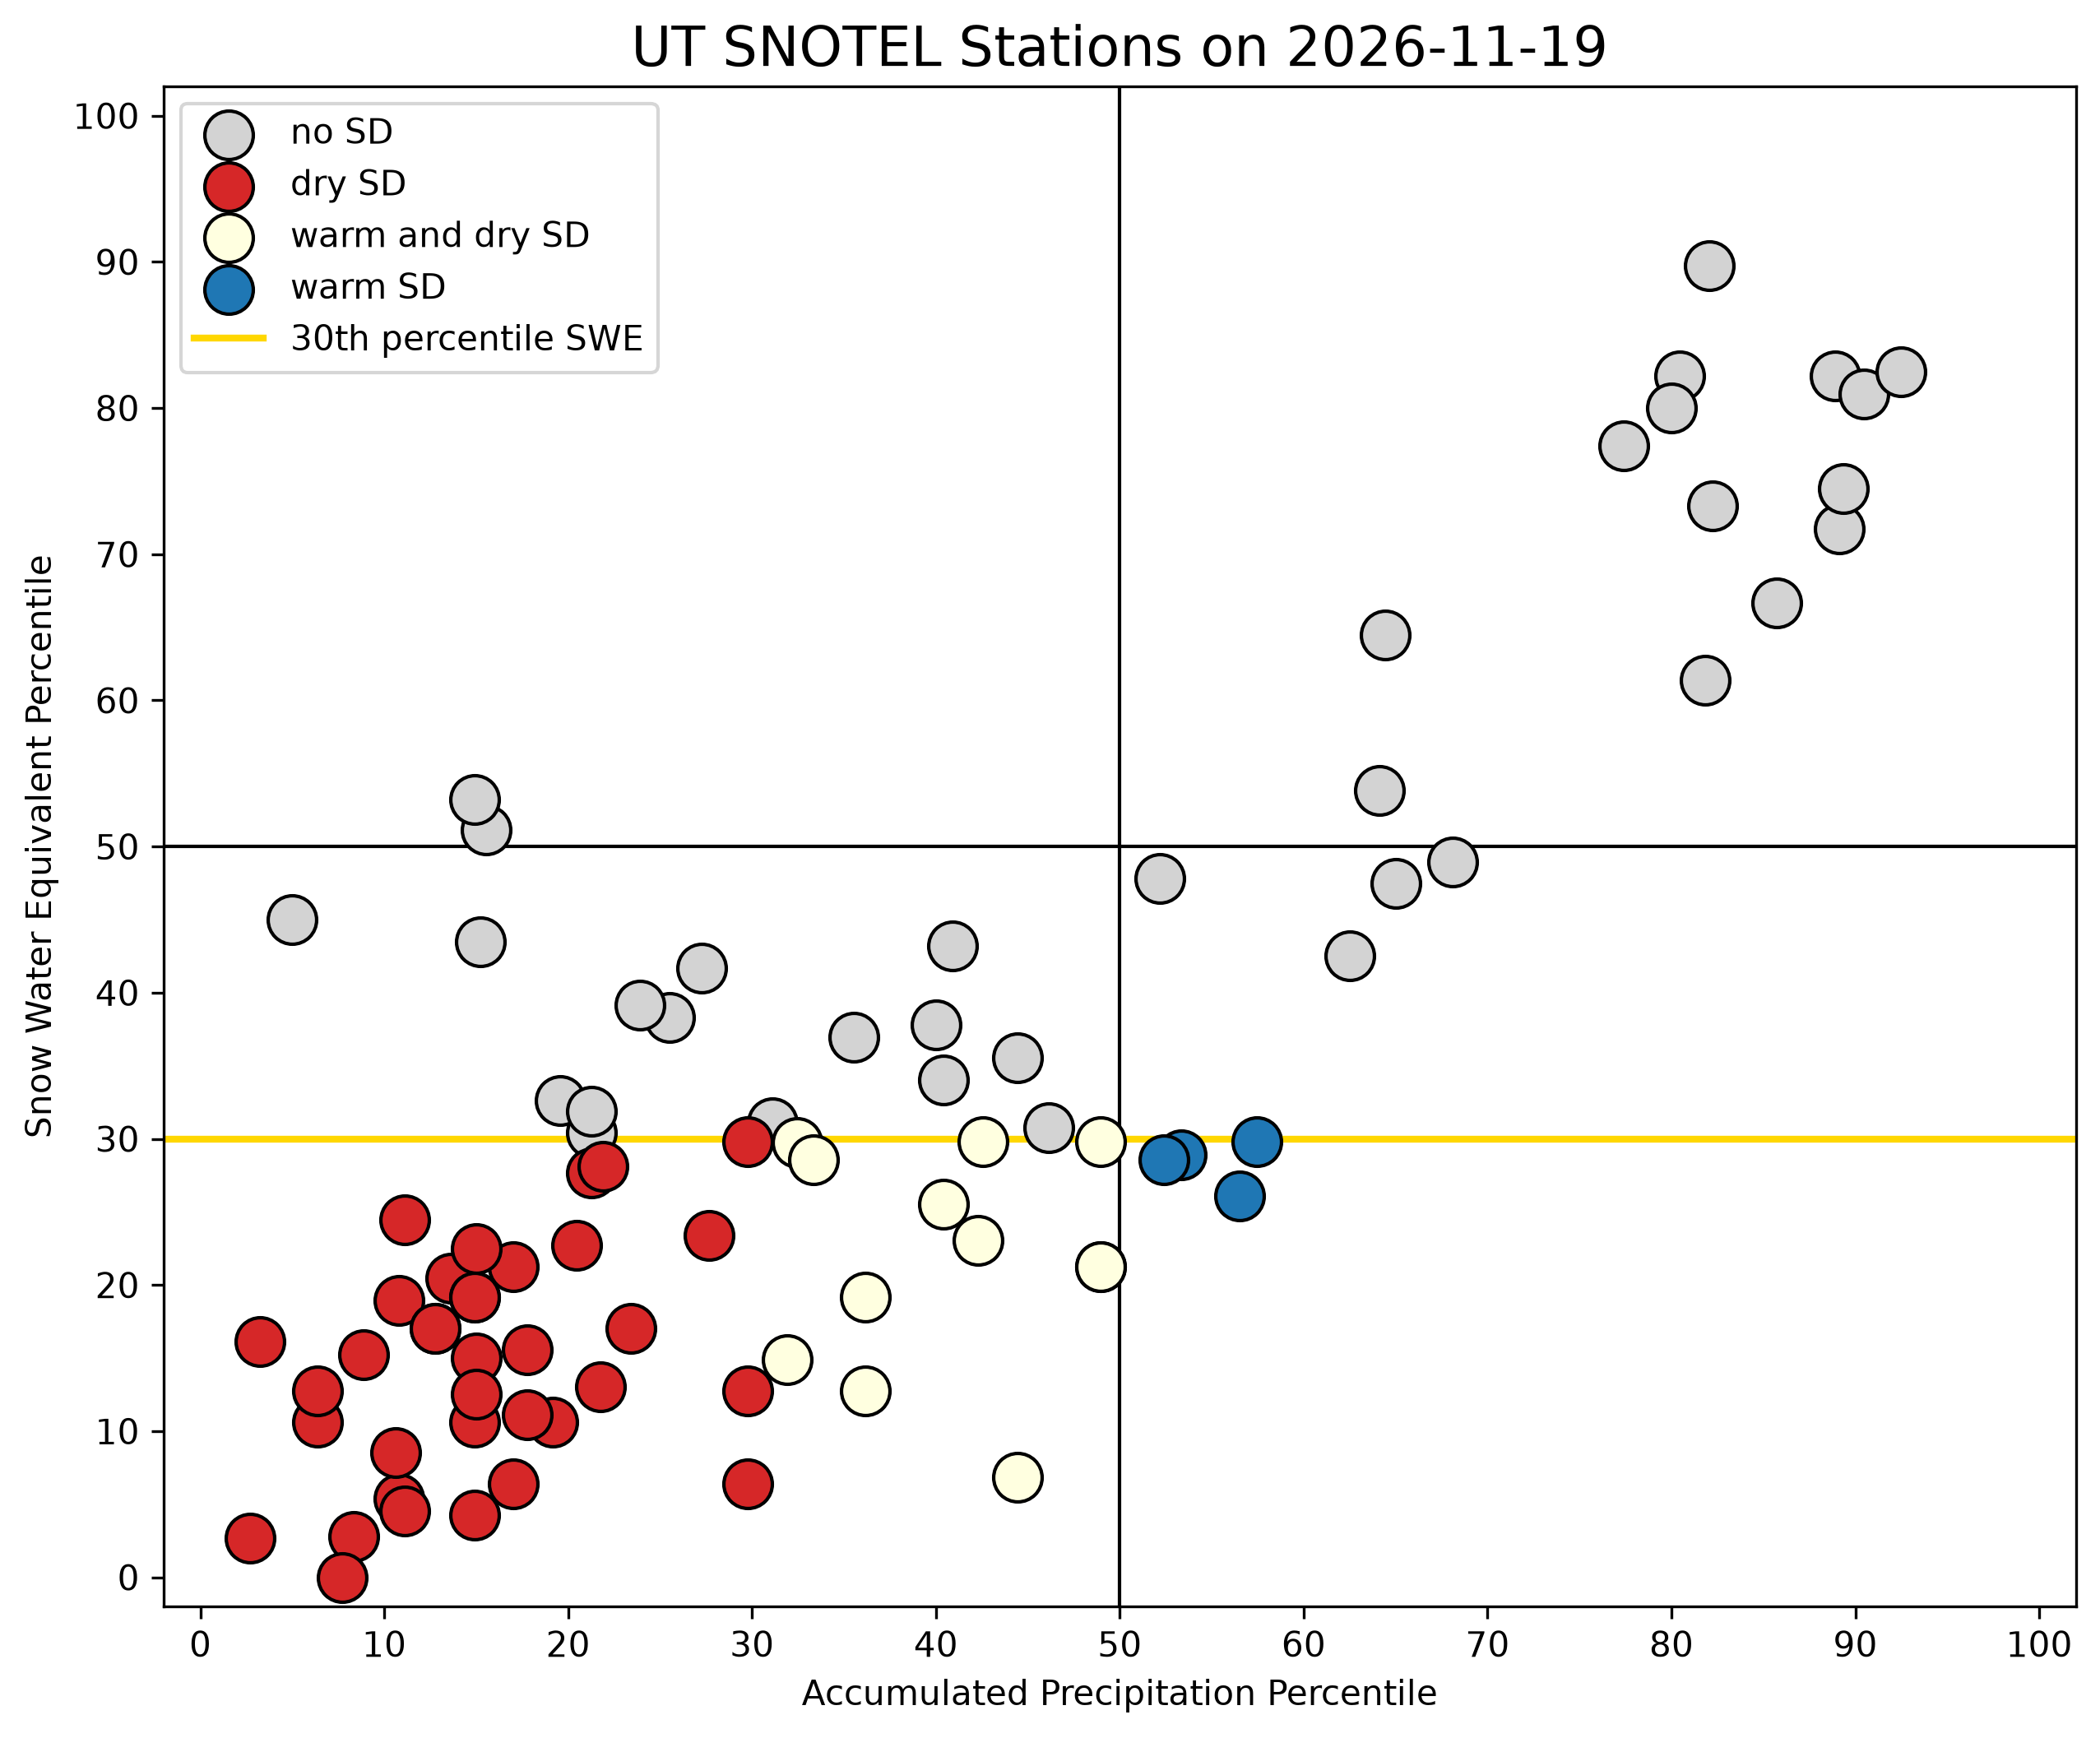 UT SNOTEL Stations on 2026-11-19
no SD
dry SD
warm and dry SD
warm SD
30th percentile SWE
Snow Water Equivalent Percentile
100
90
80
70
60
50
40
30
20
10
0
0 10 20 30 40 50 60 70 80 90 100
Accumulated Precipitation Percentile